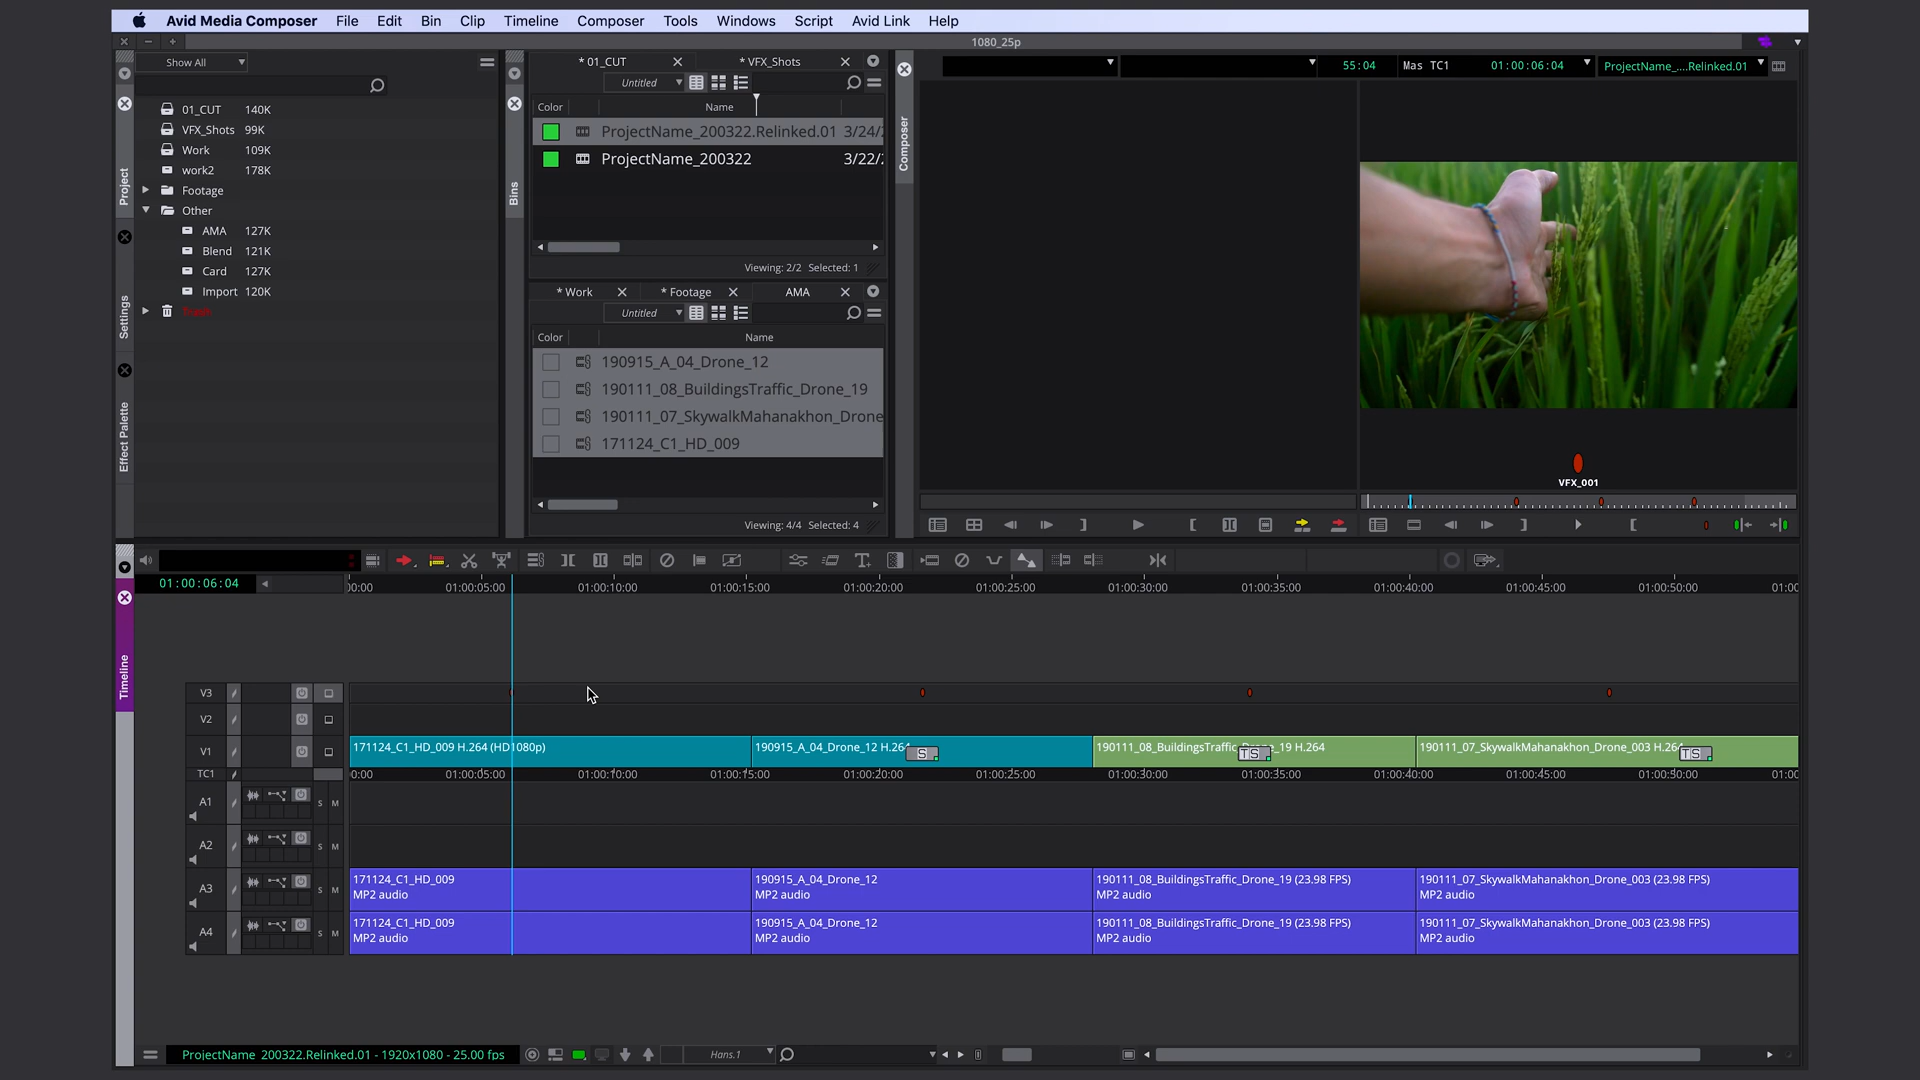 Avid Media Composer File Edit Bin Clip Timeline Composer Tools Windows Script Avid Link Help
1080_25p
Show All
01_CUT 140K
VFX_Shots 99K
Work 109K
work2 178K
Footage
Other
AMA 127K
Blend 121K
Card 127K
Import 120K
Trash
Project
Settings
Effect Palette
Bins
* 01_CUT * VFX_Shots
Untitled
Color Name
ProjectName_200322.Relinked.01 3/24/2
ProjectName_200322 3/22/2
Viewing: 2/2 Selected: 1
* Work * Footage AMA
Untitled
Color Name
190915_A_04_Drone_12
190111_08_BuildingsTraffic_Drone_19
190111_07_SkywalkMahanakhon_Drone
171124_C1_HD_009
Viewing: 4/4 Selected: 4
Composer
55:04 Mas TC1 01:00:06:04 ProjectName_....Relinked.01
VFX_001
Timeline
01:00:06:04
00:00 01:00:05:00 01:00:10:00 01:00:15:00 01:00:20:00 01:00:25:00 01:00:30:00 01:00:35:00 01:00:40:00 01:00:45:00 01:00:50:00 01:00
V3
V2
V1 171124_C1_HD_009 H.264 (HD1080p) 190915_A_04_Drone_12 H.264 S 190111_08_BuildingsTraffic_Drone_19 H.264 TS 190111_07_SkywalkMahanakhon_Drone_003 H.264 TS
TC1 00:00 01:00:05:00 01:00:10:00 01:00:15:00 01:00:20:00 01:00:25:00 01:00:30:00 01:00:35:00 01:00:40:00 01:00:45:00 01:00:50:00 01:00
A1 S M
A2 S M
A3 S M
171124_C1_HD_009 190915_A_04_Drone_12 190111_08_BuildingsTraffic_Drone_19 (23.98 FPS) 190111_07_SkywalkMahanakhon_Drone_003 (23.98 FPS)
MP2 audio MP2 audio MP2 audio MP2 audio
A4 S M
171124_C1_HD_009 190915_A_04_Drone_12 190111_08_BuildingsTraffic_Drone_19 (23.98 FPS) 190111_07_SkywalkMahanakhon_Drone_003 (23.98 FPS)
MP2 audio MP2 audio MP2 audio MP2 audio
ProjectName_200322.Relinked.01 - 1920x1080 - 25.00 fps Hans.1